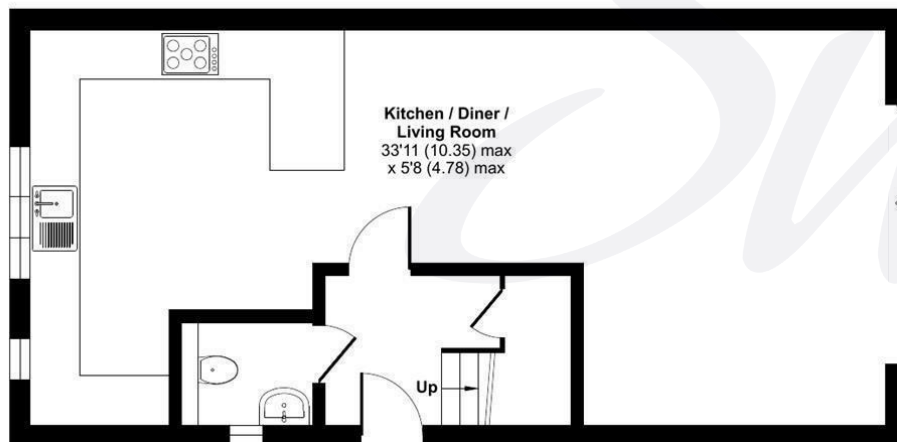 Kitchen / Diner /
Living Room
33'11 (10.35) max
x 5'8 (4.78) max
Up